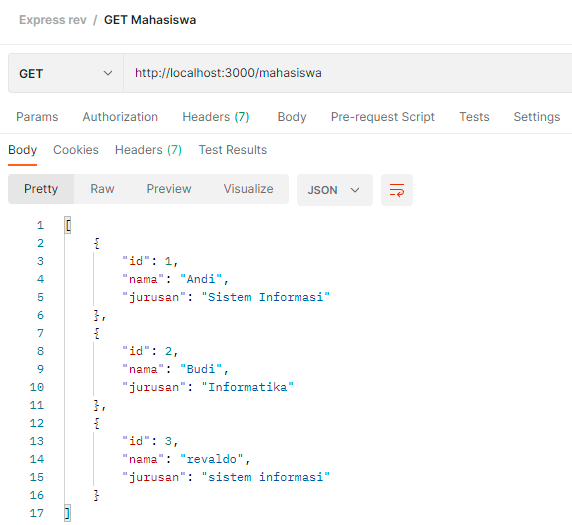 Express rev / GET Mahasiswa
GET http://localhost:3000/mahasiswa
Params Authorization Headers (7) Body Pre-request Script Tests Settings
Body Cookies Headers (7) Test Results
Pretty Raw Preview Visualize JSON
1 [
2 {
3 "id": 1,
4 "nama": "Andi",
5 "jurusan": "Sistem Informasi"
6 },
7 {
8 "id": 2,
9 "nama": "Budi",
10 "jurusan": "Informatika"
11 },
12 {
13 "id": 3,
14 "nama": "revaldo",
15 "jurusan": "sistem informasi"
16 }
17 ]